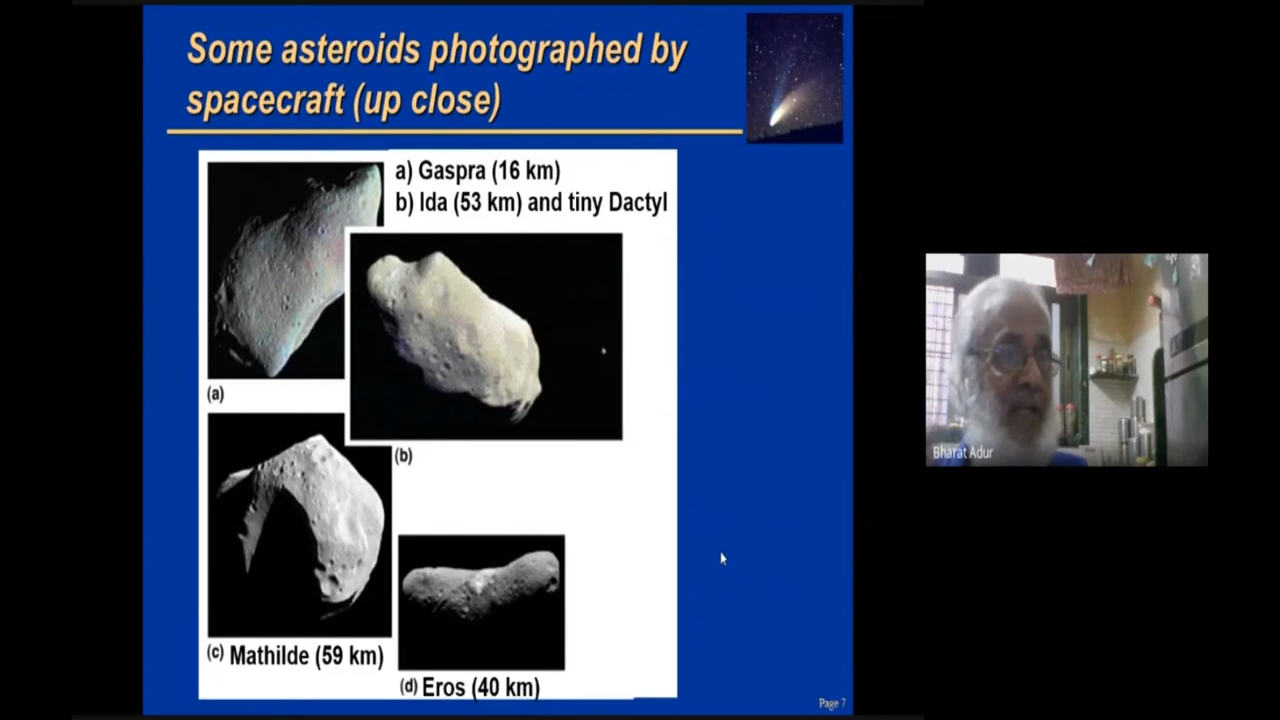 Some asteroids photographed by
spacecraft (up close)
a) Gaspra (16 km)
b) Ida (53 km) and tiny Dactyl
(a)
(b)
(c) Mathilde (59 km)
(d) Eros (40 km)
Page 7
Bharat Adur